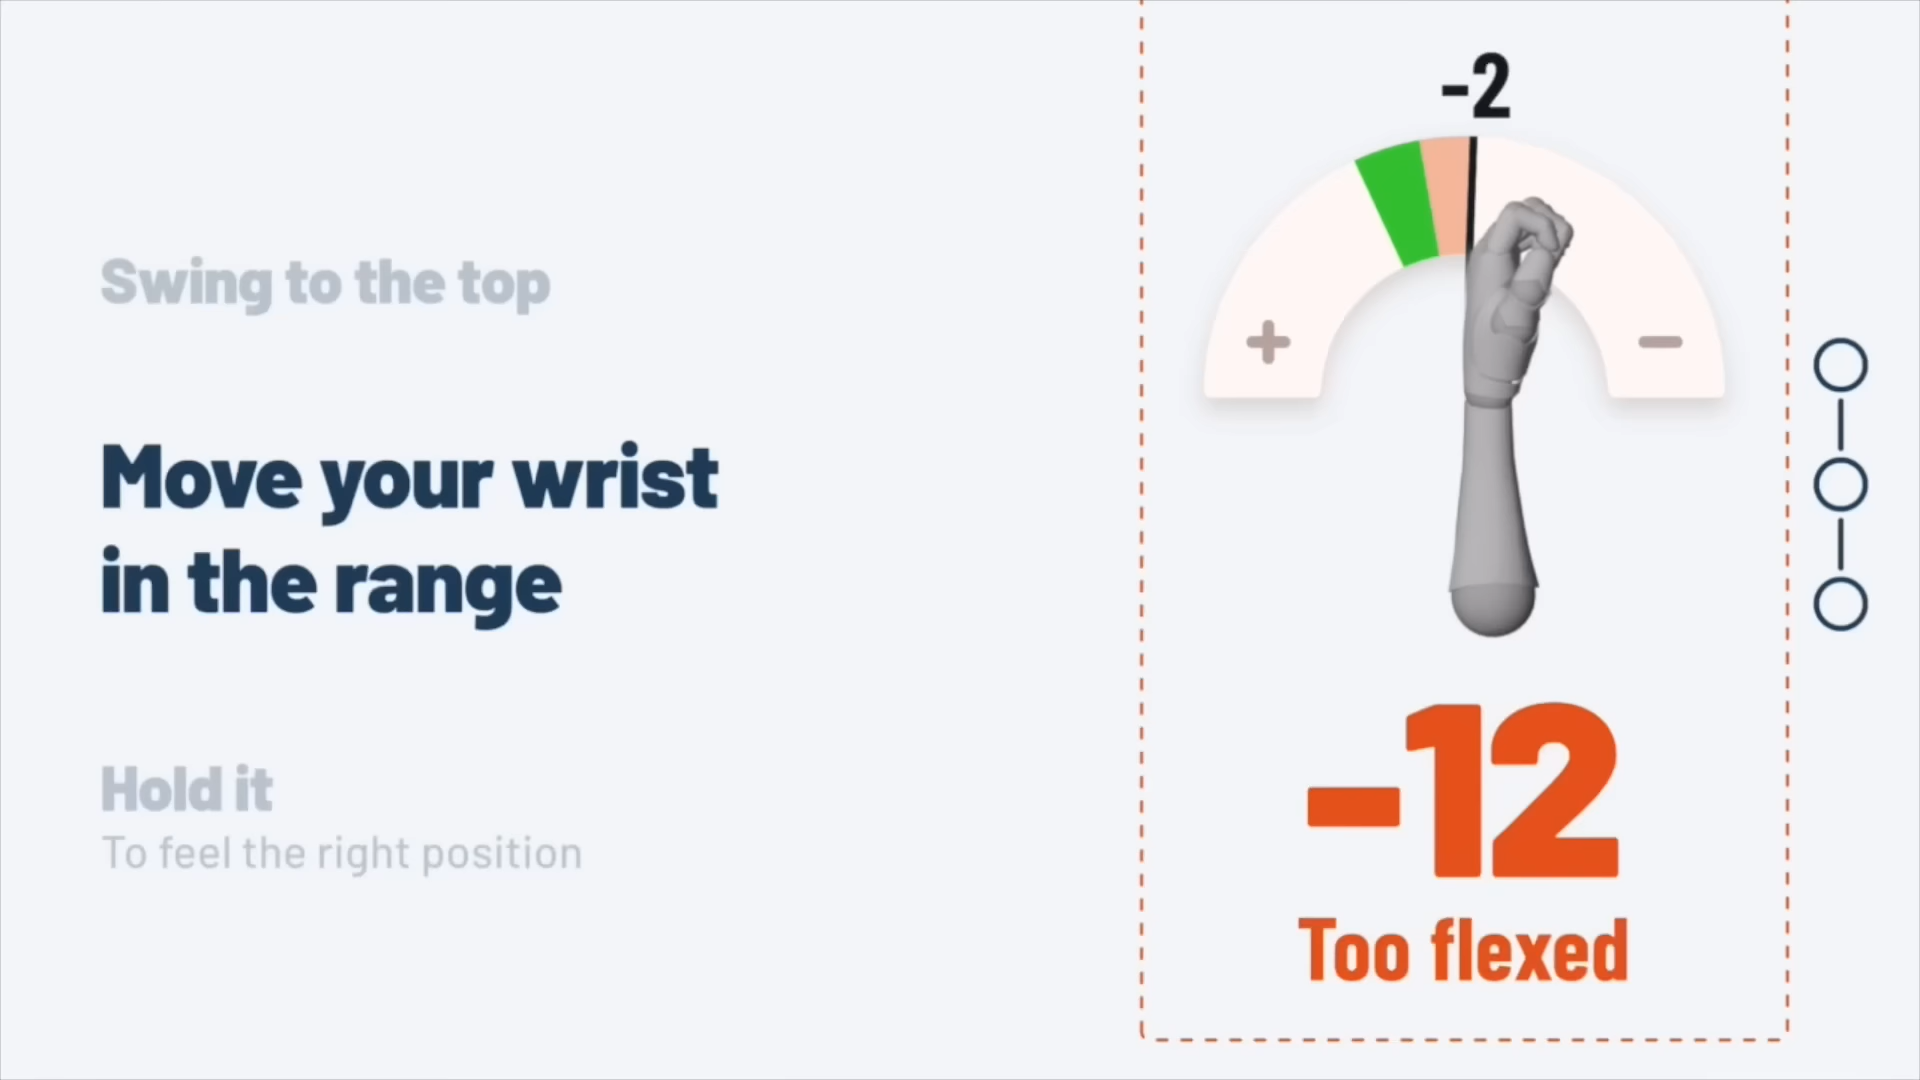 Swing to the top
Move your wrist
in the range
Hold it
To feel the right position
-2
+
-
-12
Too flexed